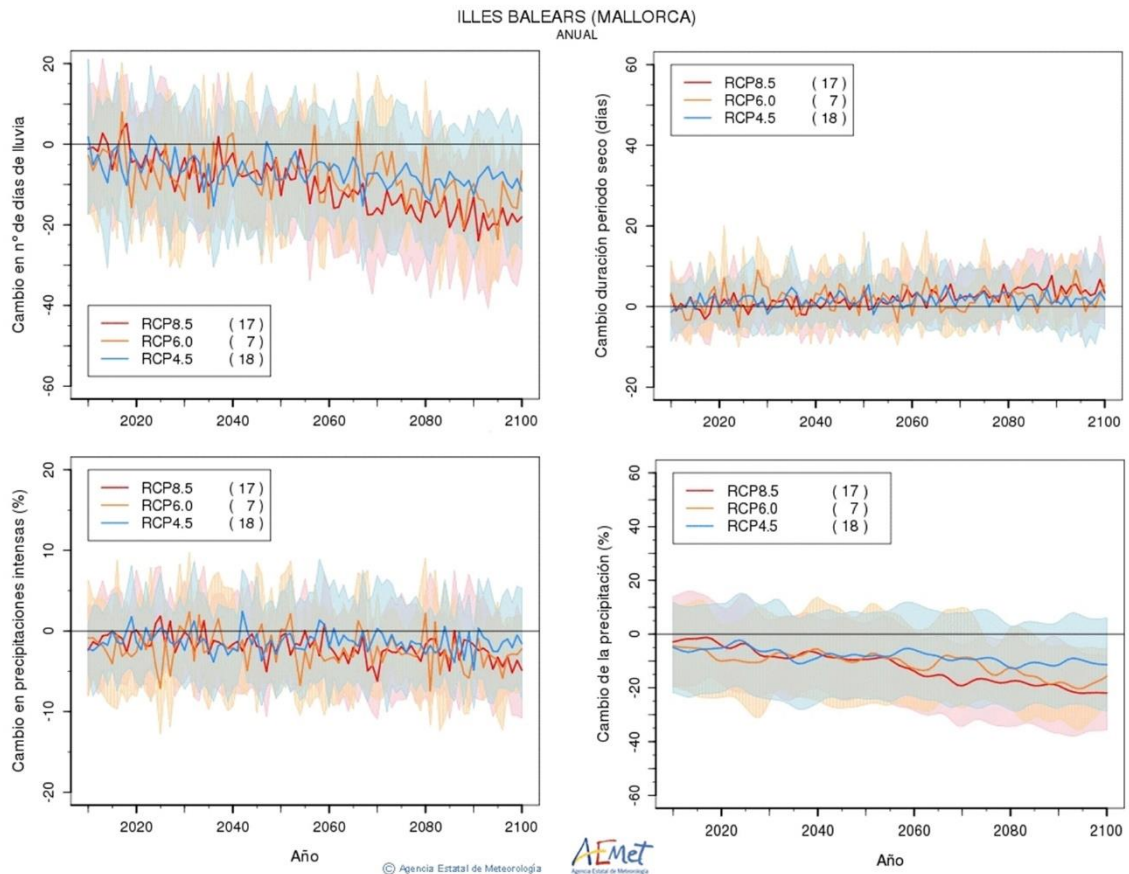 ILLES BALEARS (MALLORCA)
ANUAL
Cambio en nº de días de lluvia
20
0
-20
-40
-60
RCP8.5 ( 17 )
RCP6.0 ( 7 )
RCP4.5 ( 18 )
2020 2040 2060 2080 2100
Cambio duración periodo seco (días)
60
40
20
0
-20
RCP8.5 ( 17 )
RCP6.0 ( 7 )
RCP4.5 ( 18 )
2020 2040 2060 2080 2100
Cambio en precipitaciones intensas (%)
20
10
0
-10
-20
RCP8.5 ( 17 )
RCP6.0 ( 7 )
RCP4.5 ( 18 )
2020 2040 2060 2080 2100
Año
Cambio de la precipitación (%)
60
40
20
0
-20
-40
-60
RCP8.5 ( 17 )
RCP6.0 ( 7 )
RCP4.5 ( 18 )
2020 2040 2060 2080 2100
Año
© Agencia Estatal de Meteorología
AEMet
Agencia Estatal de Meteorología